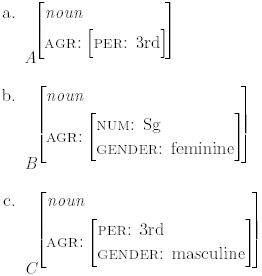 a. noun
AGR: [PER: 3rd]
A
b. noun
NUM: Sg
AGR:
GENDER: feminine
B
c. noun
PER: 3rd
AGR:
GENDER: masculine
C